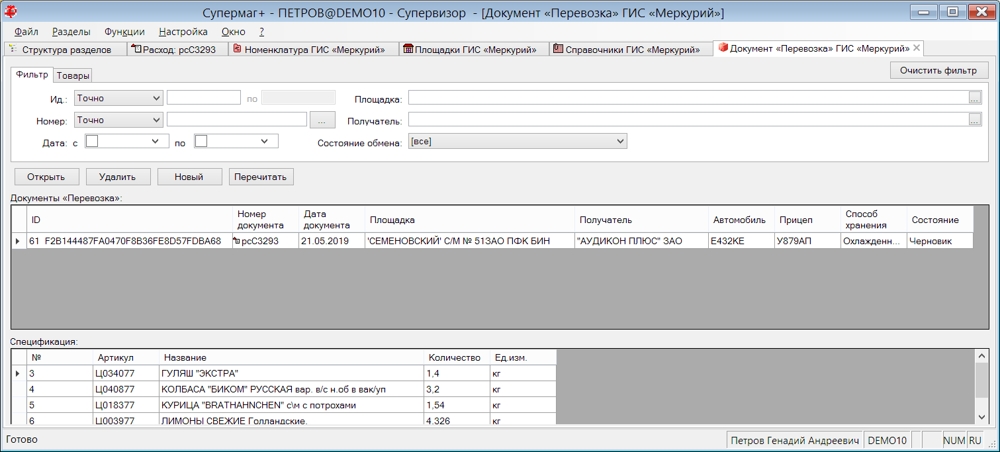 Супермаг+ - ПЕТРОВ@DEMO10 - Супервизор - [Документ «Перевозка» ГИС «Меркурий»]
Файл Разделы Функции Настройка Окно ?
Структура разделов Расход: рсС3293 Номенклатура ГИС «Меркурий» Площадки ГИС «Меркурий» Справочники ГИС «Меркурий» Документ «Перевозка» ГИС «Меркурий»
Фильтр Товары Очистить фильтр
Ид.: Точно по Площадка: ...
Номер: Точно ... Получатель: ...
Дата: с по Состояние обмена: [все]
Открыть Удалить Новый Перечитать
Документы «Перевозка»:
ID Номер документа Дата документа Площадка Получатель Автомобиль Прицеп Способ хранения Состояние
61 F2B144487FA0470F8B36FE8D57FDBA68 рсС3293 21.05.2019 'СЕМЕНОВСКИЙ' С/М № 51ЗАО ПФК БИН "АУДИКОН ПЛЮС" ЗАО Е432КЕ У879АП Охлажденн... Черновик
Спецификация:
№ Артикул Название Количество Ед.изм.
3 Ц034077 ГУЛЯШ "ЭКСТРА" 1,4 кг
4 Ц040877 КОЛБАСА "БИКОМ" РУССКАЯ вар. в/с н.об в вак/уп 3,2 кг
5 Ц018377 КУРИЦА "BRATHAHNCHEN" с\м с потрохами 1,54 кг
6 Ц003977 ЛИМОНЫ СВЕЖИЕ Голландские. 4,326 кг
Готово Петров Генадий Андреевич DEMO10 NUM RU